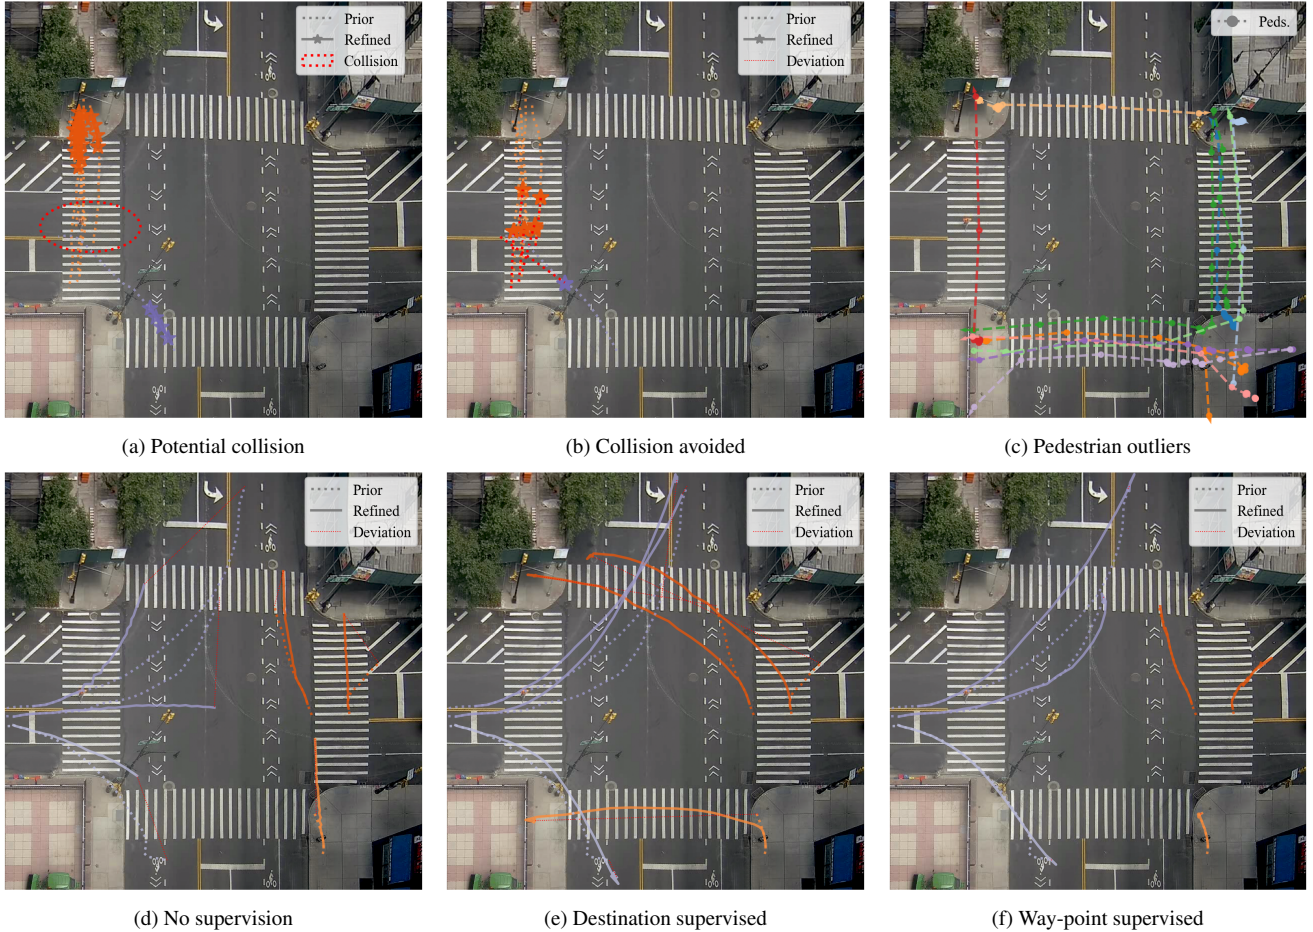 Prior
Refined
Collision
Prior
Refined
Deviation
Peds.
(a) Potential collision
(b) Collision avoided
(c) Pedestrian outliers
Prior
Refined
Deviation
Prior
Refined
Deviation
Prior
Refined
Deviation
(d) No supervision
(e) Destination supervised
(f) Way-point supervised